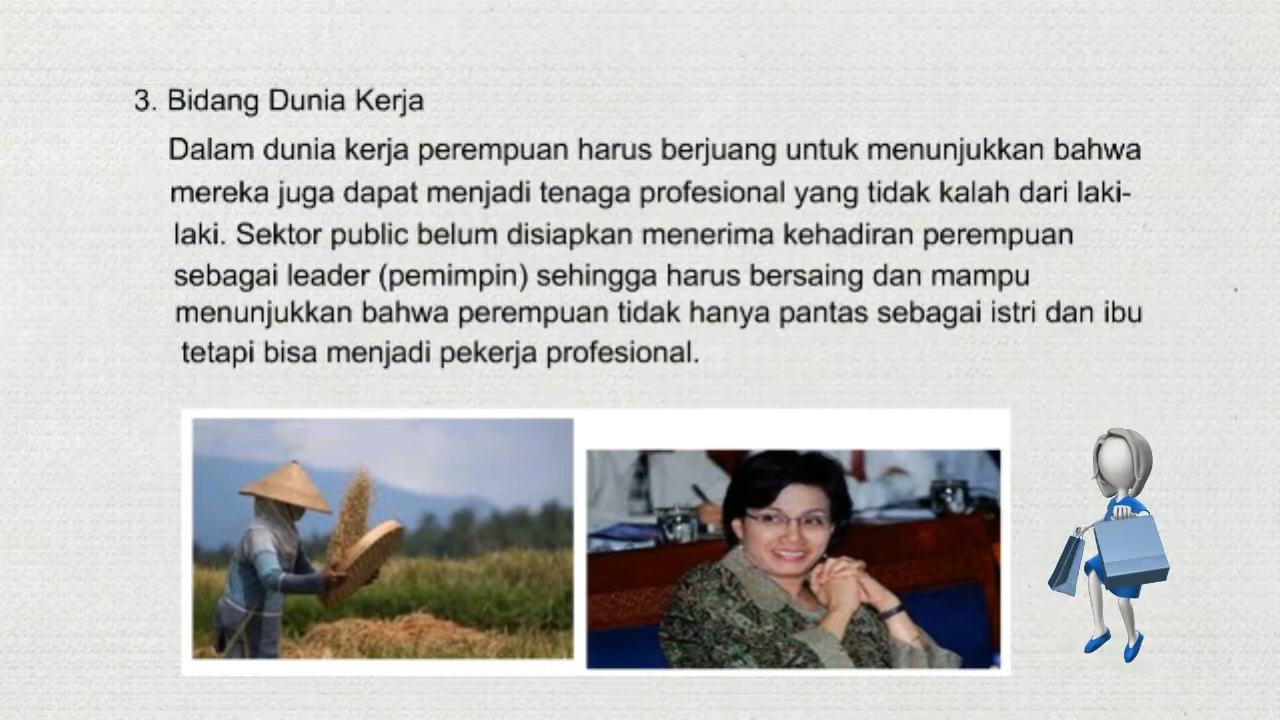 3. Bidang Dunia Kerja
Dalam dunia kerja perempuan harus berjuang untuk menunjukkan bahwa
mereka juga dapat menjadi tenaga profesional yang tidak kalah dari laki-
laki. Sektor public belum disiapkan menerima kehadiran perempuan
sebagai leader (pemimpin) sehingga harus bersaing dan mampu
menunjukkan bahwa perempuan tidak hanya pantas sebagai istri dan ibu
tetapi bisa menjadi pekerja profesional.